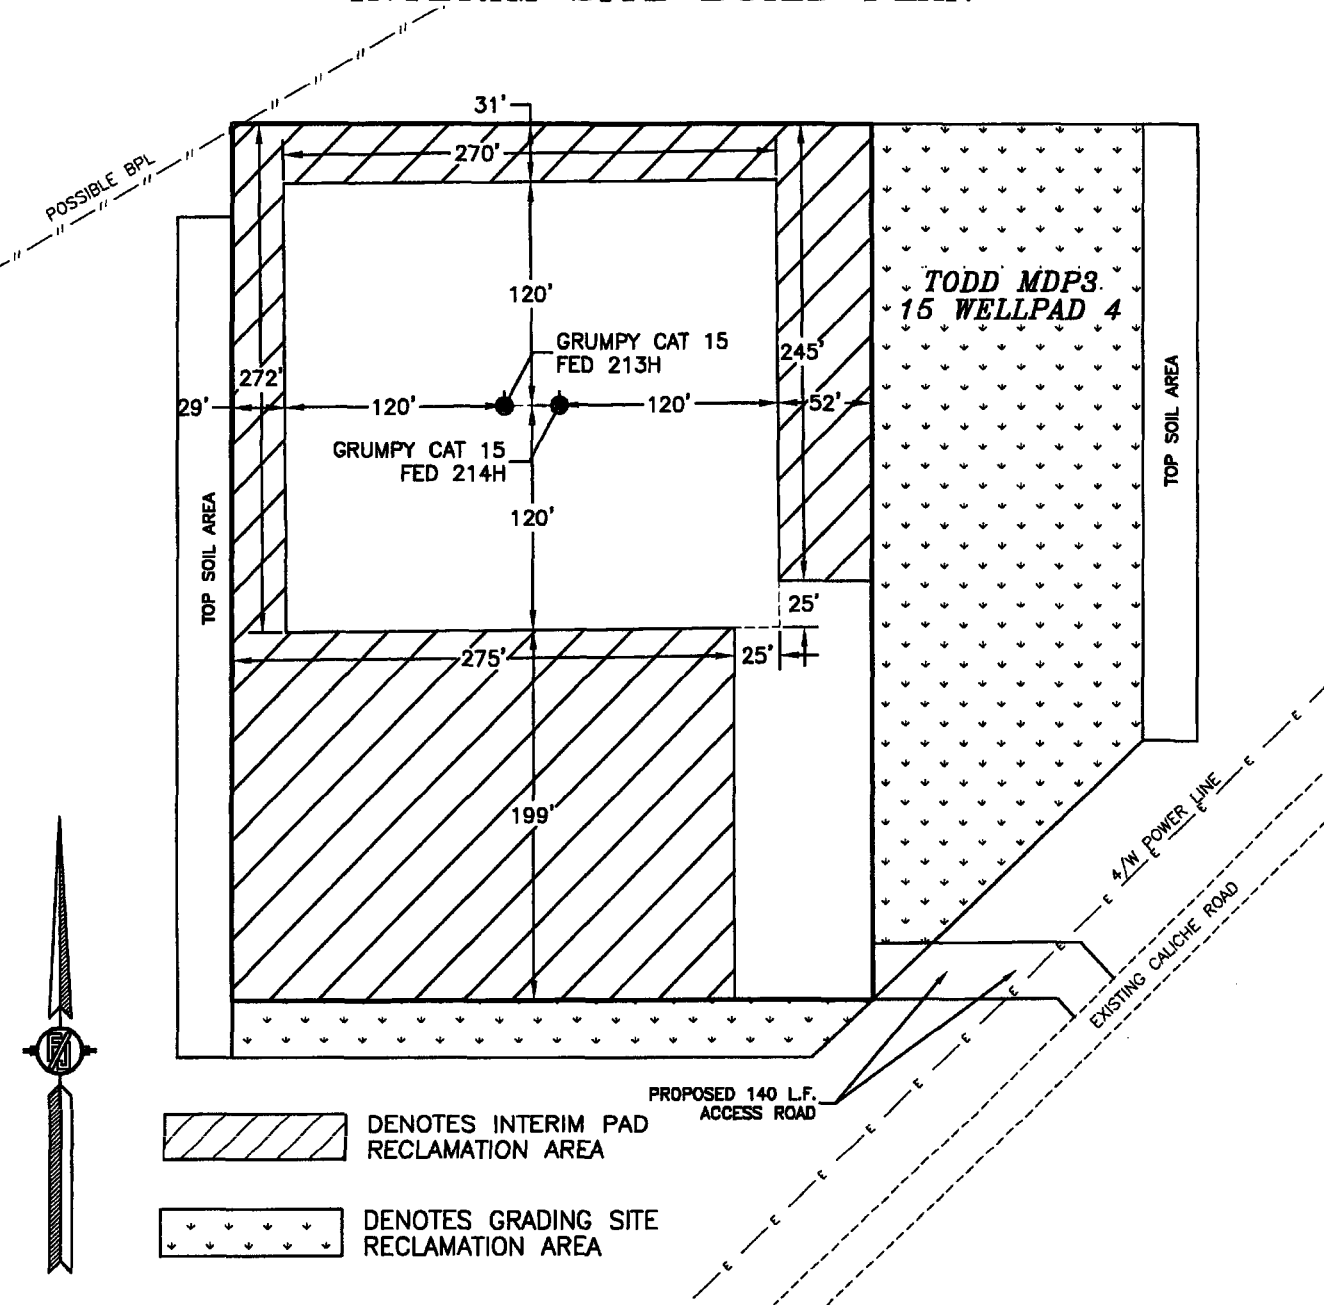 31'
270'
POSSIBLE BPL
120'
TODD MDP3
15 WELLPAD 4
GRUMPY CAT 15
FED 213H
245'
272'
29'
120'
120'
52'
GRUMPY CAT 15
FED 214H
TOP SOIL AREA
TOP SOIL AREA
120'
25'
275'
25'
199'
4/W POWER LINE
E
E
E
E
E
E
E
E
E
E
E
E
EXISTING CALICHE ROAD
PROPOSED 140 L.F.
ACCESS ROAD
DENOTES INTERIM PAD
RECLAMATION AREA
DENOTES GRADING SITE
RECLAMATION AREA